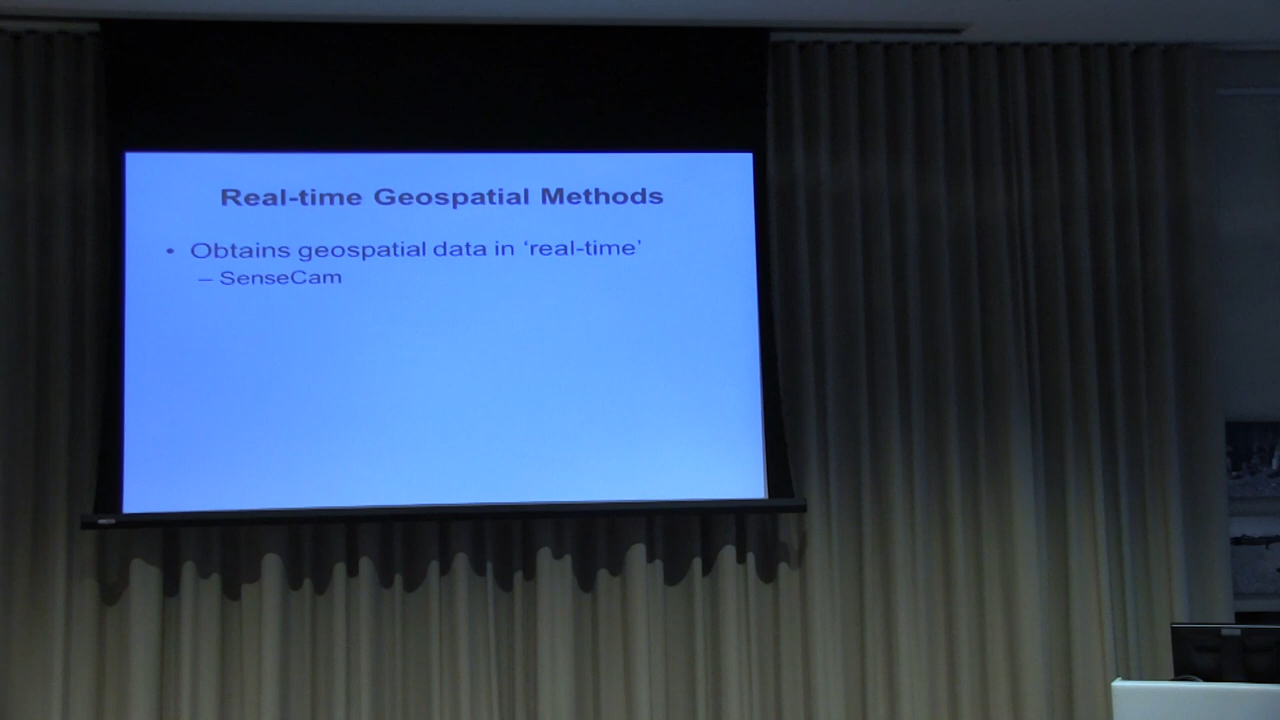 Real-time Geospatial Methods
• Obtains geospatial data in ‘real-time’
– SenseCam